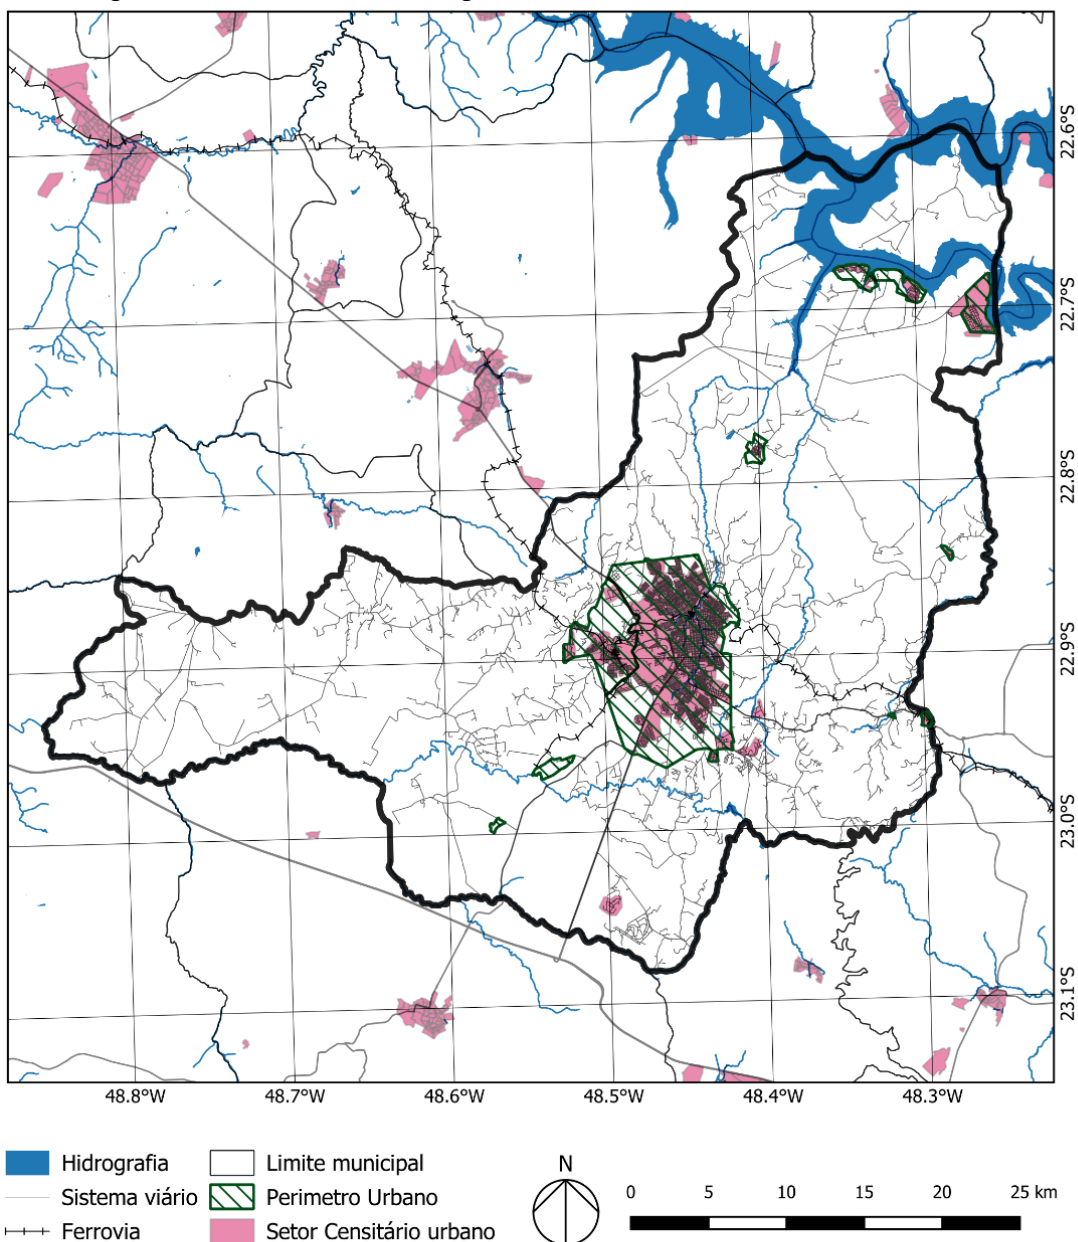 22.6°S
22.7°S
22.8°S
22.9°S
23.0°S
23.1°S
48.8°W 48.7°W 48.6°W 48.5°W 48.4°W 48.3°W
Hidrografia Limite municipal N
Sistema viário Perimetro Urbano 0 5 10 15 20 25 km
Ferrovia Setor Censitário urbano